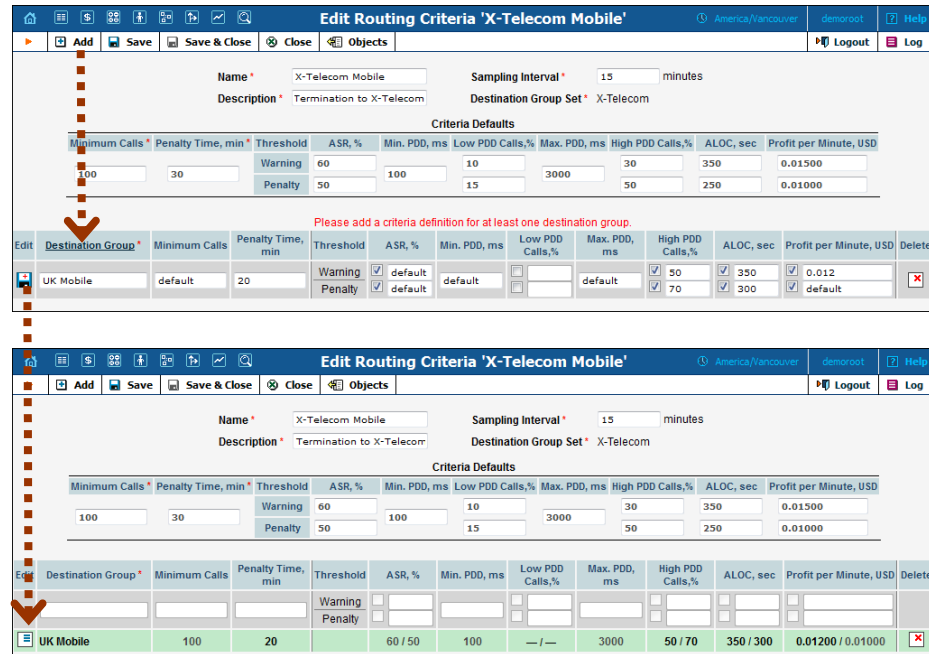 Edit Routing Criteria 'X-Telecom Mobile' America/Vancouver demoroot ? Help
Add Save Save & Close Close Objects Logout Log
Name * X-Telecom Mobile Sampling Interval * 15 minutes
Description * Termination to X-Telecom Destination Group Set * X-Telecom
Criteria Defaults
Minimum Calls * Penalty Time, min * Threshold ASR, % Min. PDD, ms Low PDD Calls,% Max. PDD, ms High PDD Calls,% ALOC, sec Profit per Minute, USD
100 30 Warning 60 100 10 3000 30 350 0.01500
Penalty 50 15 50 250 0.01000
Please add a criteria definition for at least one destination group.
Edit Destination Group * Minimum Calls Penalty Time, min Threshold ASR, % Min. PDD, ms Low PDD Calls,% Max. PDD, ms High PDD Calls,% ALOC, sec Profit per Minute, USD Delete
UK Mobile default 20 Warning default default default 50 350 0.012
Penalty default 70 300 default
Edit Routing Criteria 'X-Telecom Mobile' America/Vancouver demoroot ? Help
Add Save Save & Close Close Objects Logout Log
Name * X-Telecom Mobile Sampling Interval * 15 minutes
Description * Termination to X-Telecom Destination Group Set * X-Telecom
Criteria Defaults
Minimum Calls * Penalty Time, min * Threshold ASR, % Min. PDD, ms Low PDD Calls,% Max. PDD, ms High PDD Calls,% ALOC, sec Profit per Minute, USD
100 30 Warning 60 100 10 3000 30 350 0.01500
Penalty 50 15 50 250 0.01000
Edit Destination Group * Minimum Calls Penalty Time, min Threshold ASR, % Min. PDD, ms Low PDD Calls,% Max. PDD, ms High PDD Calls,% ALOC, sec Profit per Minute, USD Delete
Warning
Penalty
UK Mobile 100 20 60 / 50 100 — / — 3000 50 / 70 350 / 300 0.01200 / 0.01000